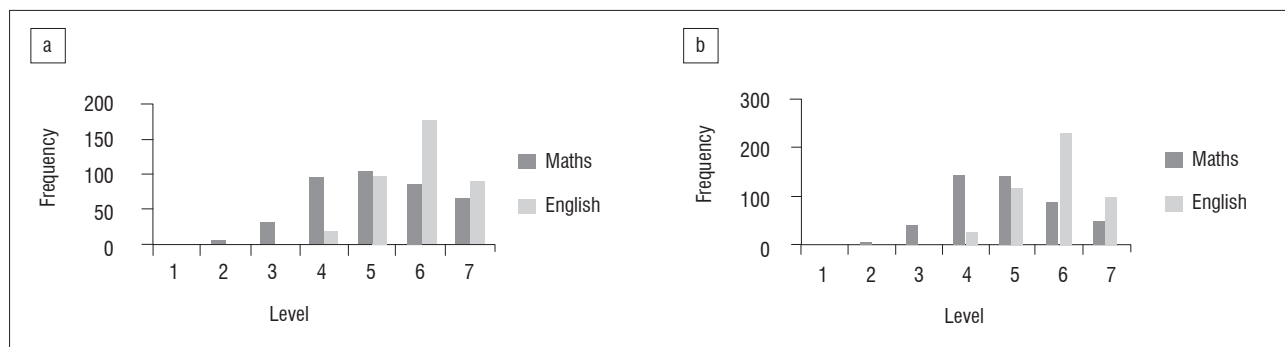 a
200
150
100
50
0
Frequency
1 2 3 4 5 6 7
Level
Maths
English
b
300
200
100
0
Frequency
1 2 3 4 5 6 7
Level
Maths
English